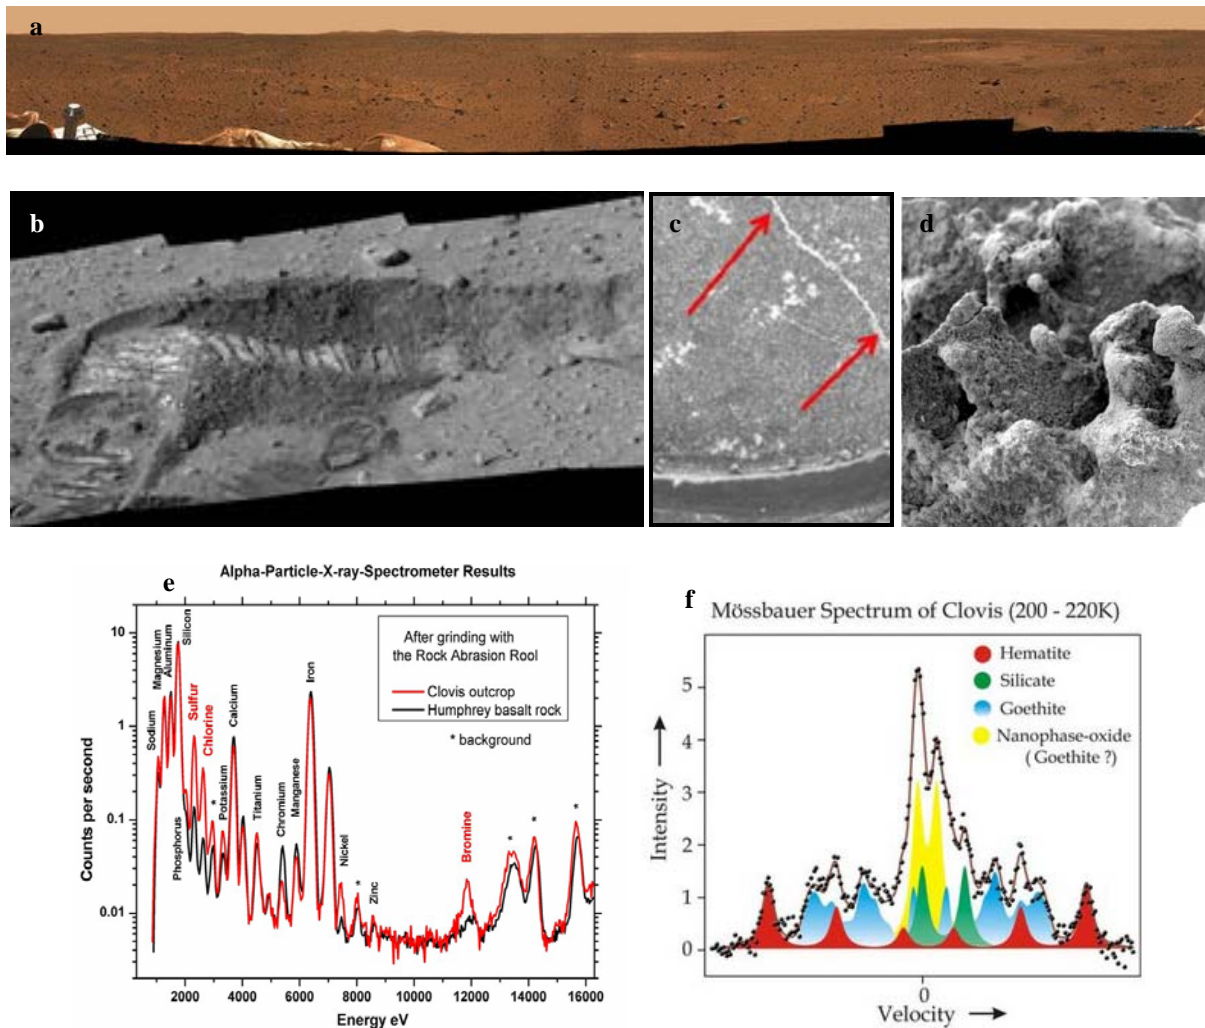 a
b
c
d
e
Alpha-Particle-X-ray-Spectrometer Results
Counts per second
10
1
0.1
0.01
Sodium
Magnesium
Aluminum
Silicon
Phosphorus
Sulfur
Chlorine
*
Potassium
Calcium
Titanium
Chromium
Manganese
Iron
Nickel
*
Zinc
Bromine
*
*
*
After grinding with
the Rock Abrasion Rool
Clovis outcrop
Humphrey basalt rock
* background
2000 4000 6000 8000 10000 12000 14000 16000
Energy eV
f
Mössbauer Spectrum of Clovis (200 - 220K)
Intensity
5
4
3
2
1
0
Hematite
Silicate
Goethite
Nanophase-oxide
(Goethite ?)
0
Velocity